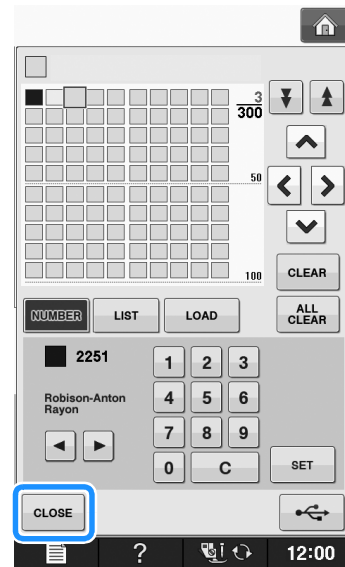 3
300
50
100
CLEAR
NUMBER LIST LOAD ALL CLEAR
2251
Robison-Anton
Rayon
1 2 3
4 5 6
7 8 9
0 C SET
CLOSE
? 12:00